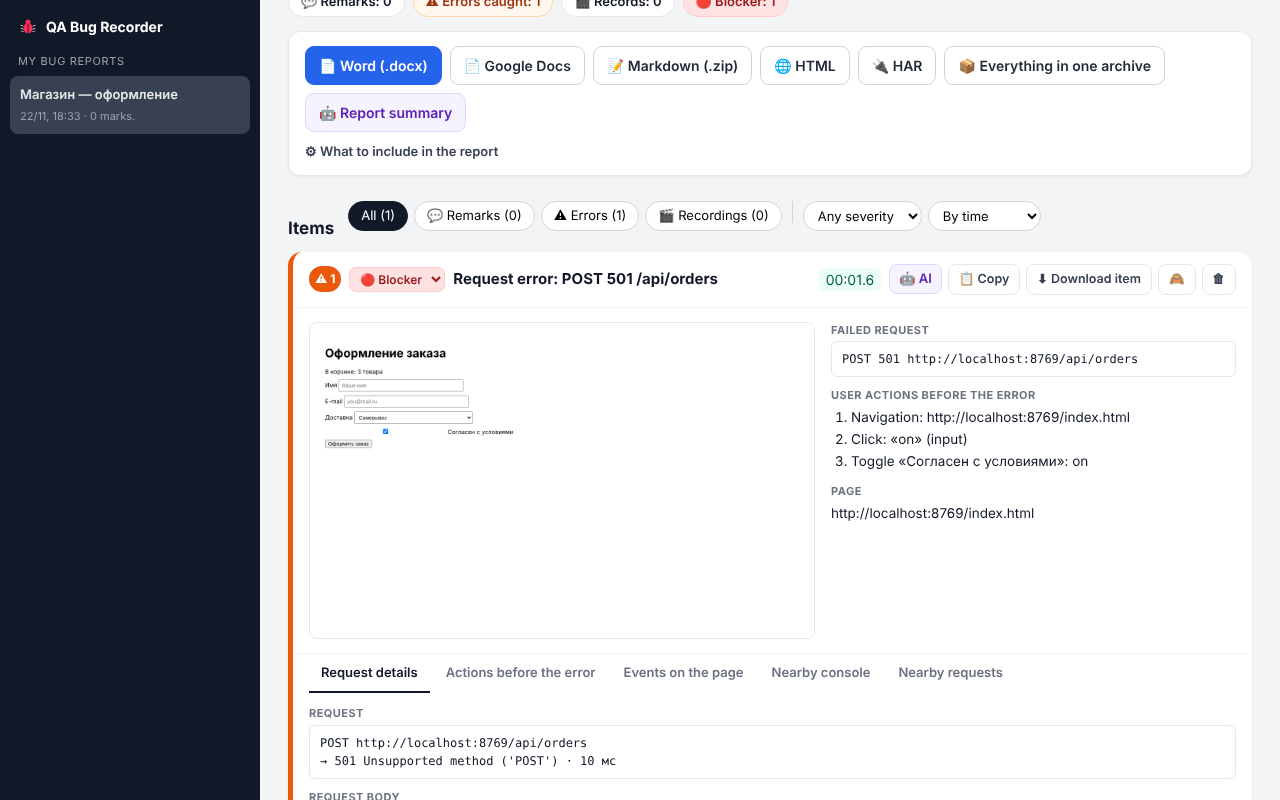 QA Bug Recorder
MY BUG REPORTS
Магазин — оформление
22/11, 18:33 · 0 marks.
Remarks: 0
Errors caught: 1
Records: 0
Blocker: 1
Word (.docx)
Google Docs
Markdown (.zip)
HTML
HAR
Everything in one archive
Report summary
What to include in the report
Items
All (1)
Remarks (0)
Errors (1)
Recordings (0)
Any severity
By time
1
Blocker
Request error: POST 501 /api/orders
00:01.6
AI
Copy
Download item
Оформление заказа
В корзине: 3 товара
Имя Ваше имя
E-mail you@mail.ru
Доставка Самовывоз
Согласен с условиями
Оформить заказ
FAILED REQUEST
POST 501 http://localhost:8769/api/orders
USER ACTIONS BEFORE THE ERROR
1. Navigation: http://localhost:8769/index.html
2. Click: «on» (input)
3. Toggle «Согласен с условиями»: on
PAGE
http://localhost:8769/index.html
Request details
Actions before the error
Events on the page
Nearby console
Nearby requests
REQUEST
POST http://localhost:8769/api/orders
→ 501 Unsupported method ('POST') · 10 мс
REQUEST BODY